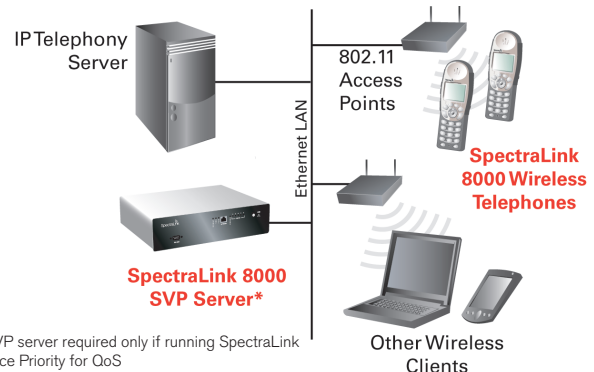 IP Telephony
Server
802.11
Access
Points
Ethernet LAN
SpectraLink
8000 Wireless
Telephones
SpectraLink 8000
SVP Server*
VP server required only if running SpectraLink
ce Priority for QoS
Other Wireless
Clients